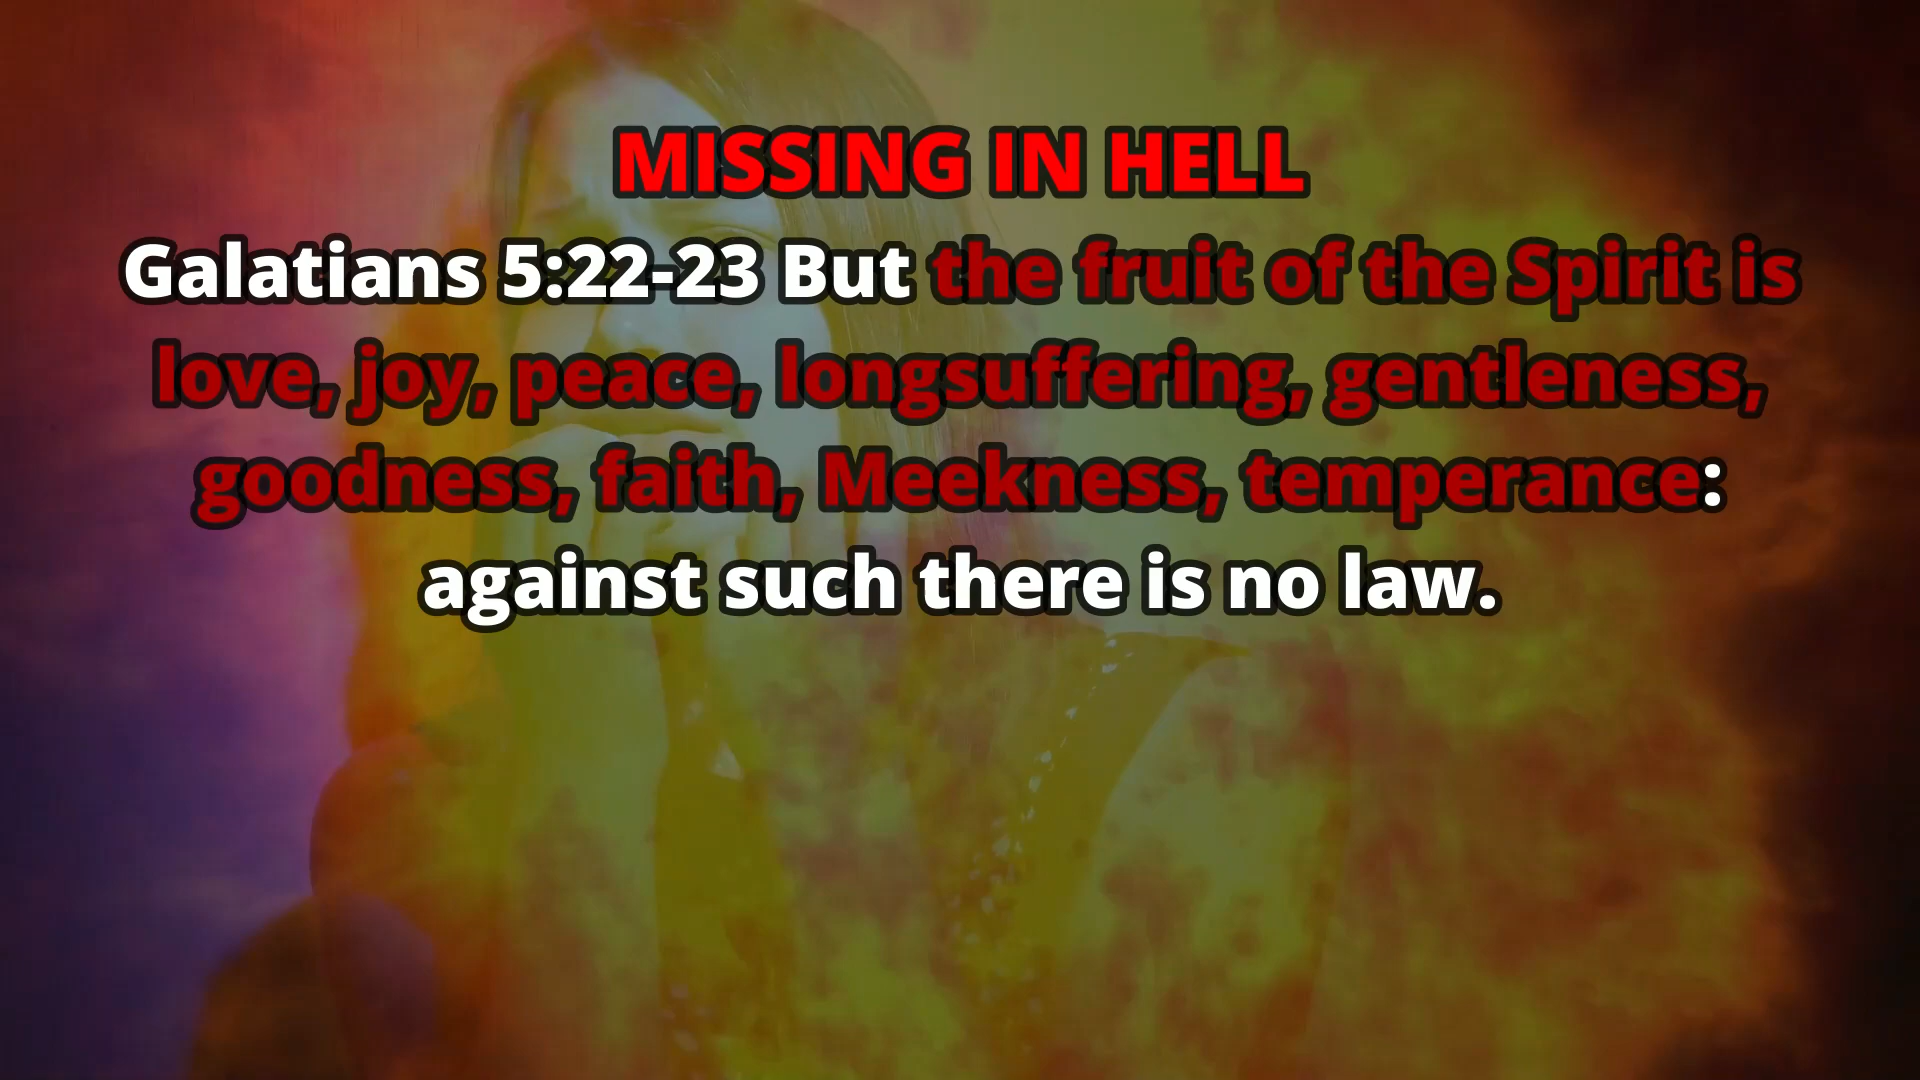 MISSING IN HELL
Galatians 5:22-23 But the fruit of the Spirit is
love, joy, peace, longsuffering, gentleness,
goodness, faith, Meekness, temperance:
against such there is no law.